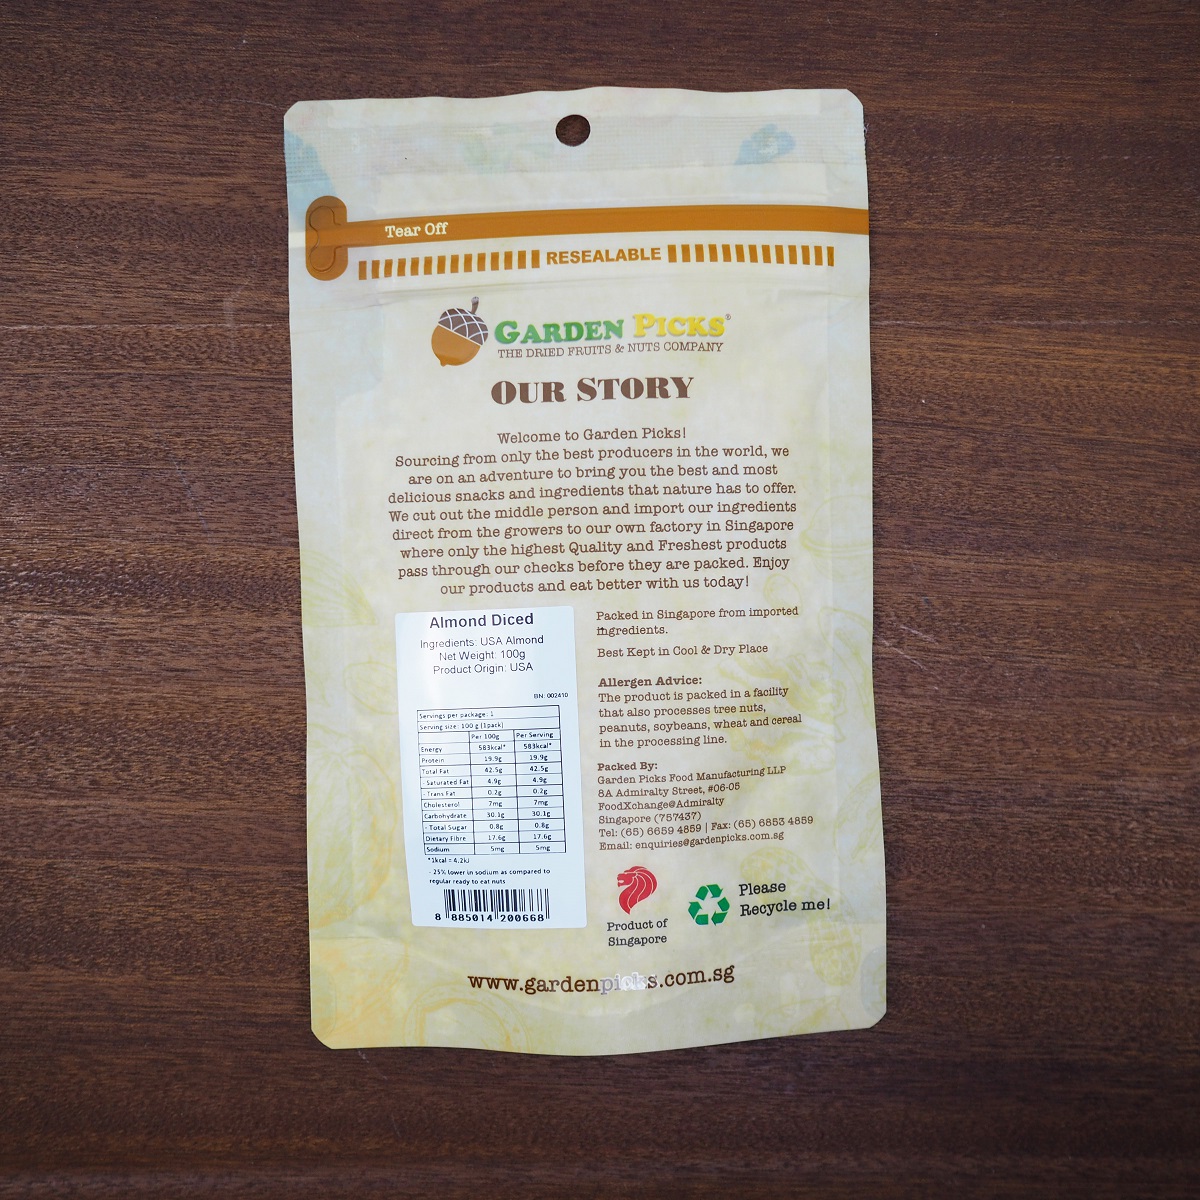 Tear Off
RESEALABLE
GARDEN PICKS®
THE DRIED FRUITS & NUTS COMPANY
OUR STORY
Welcome to Garden Picks!
Sourcing from only the best producers in the world, we
are on an adventure to bring you the best and most
delicious snacks and ingredients that nature has to offer.
We cut out the middle person and import our ingredients
direct from the growers to our own factory in Singapore
where only the highest Quality and Freshest products
pass through our checks before they are packed. Enjoy
our products and eat better with us today!
Almond Diced
Ingredients: USA Almond
Net Weight: 100g
Product Origin: USA
BN: 002410
Servings per package: 1
Serving size: 100 g (1pack)
Per 100g Per Serving
Energy 583kcal* 583kcal*
Protein 19.9g 19.9g
Total Fat 42.5g 42.5g
- Saturated Fat 4.9g 4.9g
- Trans Fat 0.2g 0.2g
Cholesterol 7mg 7mg
Carbohydrate 30.1g 30.1g
- Total Sugar 0.8g 0.8g
Dietary Fibre 17.6g 17.6g
Sodium 5mg 5mg
*1kcal = 4.2kJ
- 25% lower in sodium as compared to
regular ready to eat nuts
8 885014 200668
Packed in Singapore from imported
ingredients.
Best Kept in Cool & Dry Place
Allergen Advice:
The product is packed in a facility
that also processes tree nuts,
peanuts, soybeans, wheat and cereal
in the processing line.
Packed By:
Garden Picks Food Manufacturing LLP
8A Admiralty Street, #06-05
FoodXchange@Admiralty
Singapore (757437)
Tel: (65) 6659 4859 | Fax: (65) 6853 4859
Email: enquiries@gardenpicks.com.sg
Product of
Singapore
Please
Recycle me!
www.gardenpicks.com.sg